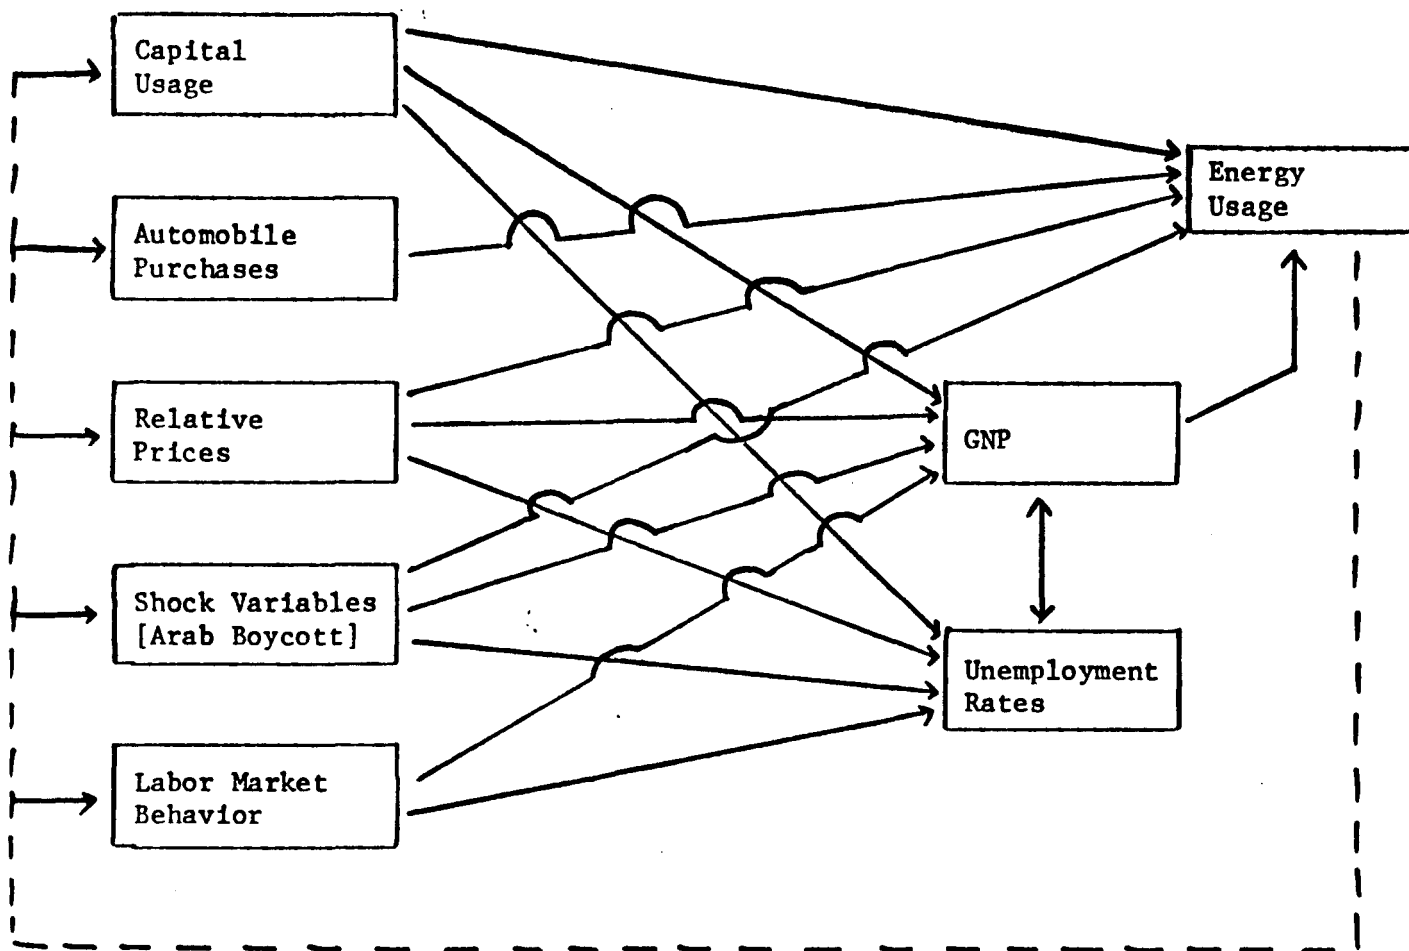 Capital
Usage
Energy
Usage
Automobile
Purchases
Relative
Prices
GNP
Shock Variables
[Arab Boycott]
Unemployment
Rates
Labor Market
Behavior